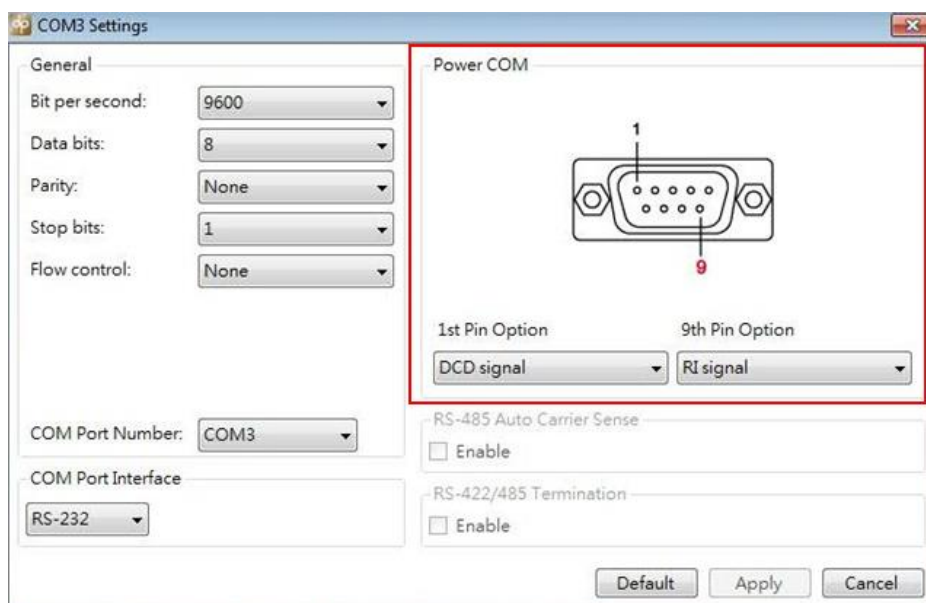 COM3 Settings
General
Bit per second: 9600
Data bits: 8
Parity: None
Stop bits: 1
Flow control: None
COM Port Number: COM3
COM Port Interface
RS-232
Power COM
1
9
1st Pin Option 9th Pin Option
DCD signal RI signal
RS-485 Auto Carrier Sense
Enable
RS-422/485 Termination
Enable
Default Apply Cancel